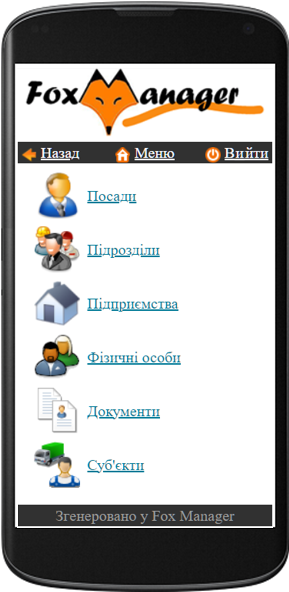 Fox Manager
Назад Меню Вийти
Посади
Підрозділи
Підприємства
Фізичні особи
Документи
Суб'єкти
Згенеровано у Fox Manager